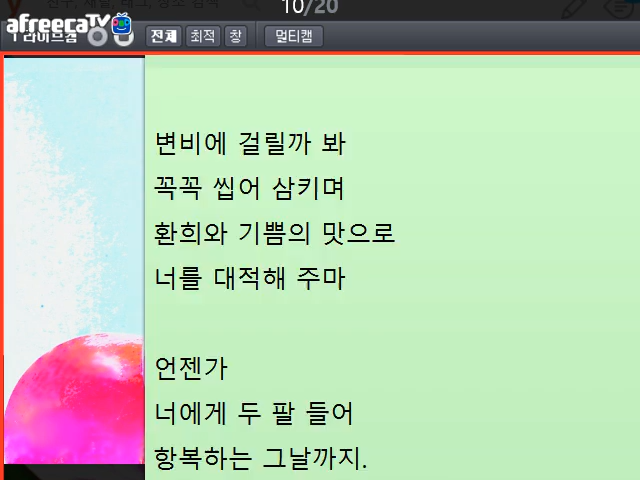 10/20
afreecaTV
전체 최적 창 멀티캠
변비에 걸릴까 봐
꼭꼭 씹어 삼키며
환희와 기쁨의 맛으로
너를 대적해 주마
언젠가
너에게 두 팔 들어
항복하는 그날까지.